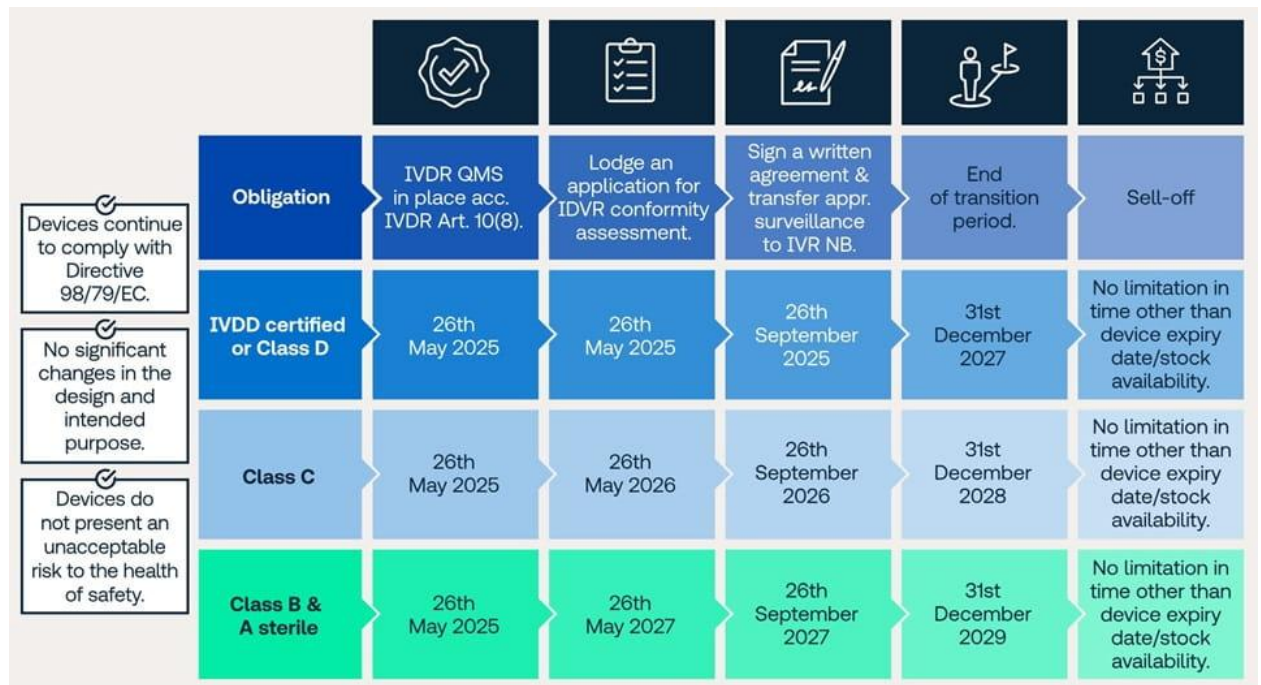 Devices continue
to comply with
Directive
98/79/EC.
No significant
changes in the
design and
intended
purpose.
Devices do
not present an
unacceptable
risk to the health
of safety.
Obligation
IVDR QMS
in place acc.
IVDR Art. 10(8).
Lodge an
application for
IDVR conformity
assessment.
Sign a written
agreement &
transfer appr.
surveillance
to IVR NB.
End
of transition
period.
Sell-off
IVDD certified
or Class D
26th
May 2025
26th
May 2025
26th
September
2025
31st
December
2027
No limitation in
time other than
device expiry
date/stock
availability.
Class C
26th
May 2025
26th
May 2026
26th
September
2026
31st
December
2028
No limitation in
time other than
device expiry
date/stock
availability.
Class B &
A sterile
26th
May 2025
26th
May 2027
26th
September
2027
31st
December
2029
No limitation in
time other than
device expiry
date/stock
availability.